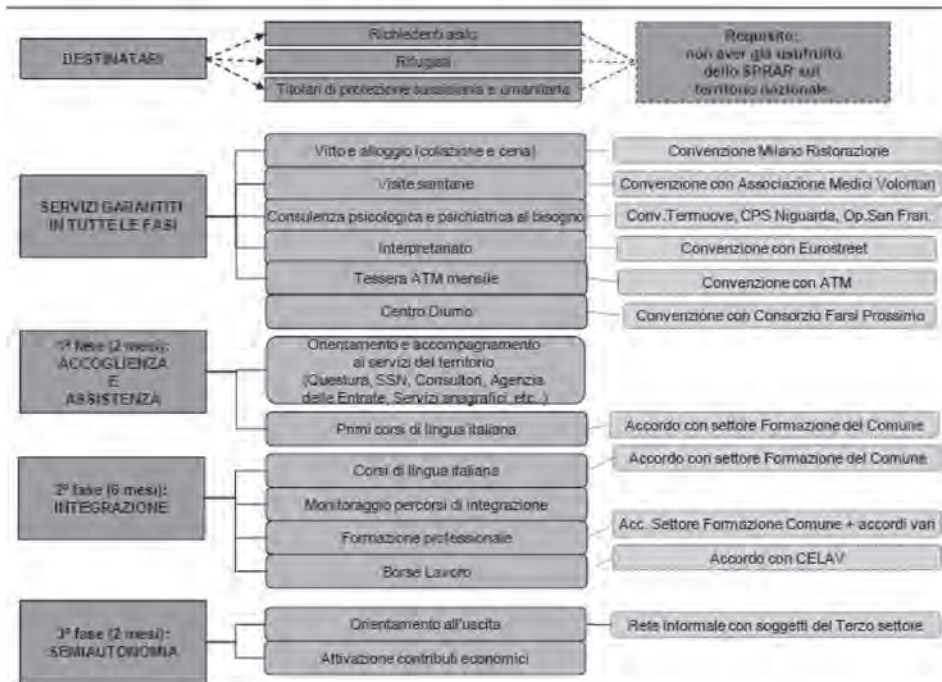 DESTINATARI
Richiedenti asilo
Rifugiati
Titolari di protezione sussidiaria e umanitaria
Requisito:
non aver già usufruito
dello SPRAR sul
territorio nazionale
SERVIZI GARANTITI
IN TUTTE LE FASI
Vitto e alloggio (colazione e cena)
Convenzione Milano Ristorazione
Visite sanitarie
Convenzione con Associazione Medici Volontari
Consulenza psicologica e psichiatrica al bisogno
Conv.Terrnuove, CPS Niguarda, Op.San Fran.
Interpretariato
Convenzione con Eurostreet
Tessera ATM mensile
Convenzione con ATM
Centro Diurno
Convenzione con Consorzio Farsi Prossimo
1ª fase (2 mesi):
ACCOGLIENZA
E
ASSISTENZA
Orientamento e accompagnamento
ai servizi del territorio
(Questura, SSN, Consultori, Agenzia
delle Entrate, Servizi anagrafici, etc...)
Primi corsi di lingua italiana
Accordo con settore Formazione del Comune
2ª fase (6 mesi):
INTEGRAZIONE
Corsi di lingua italiana
Accordo con settore Formazione del Comune
Monitoraggio percorsi di integrazione
Formazione professionale
Acc. Settore Formazione Comune + accordi vari
Borse Lavoro
Accordo con CELAV
3ª fase (2 mesi):
SEMIAUTONOMIA
Orientamento all'uscita
Rete informale con soggetti del Terzo settore
Attivazione contributi economici